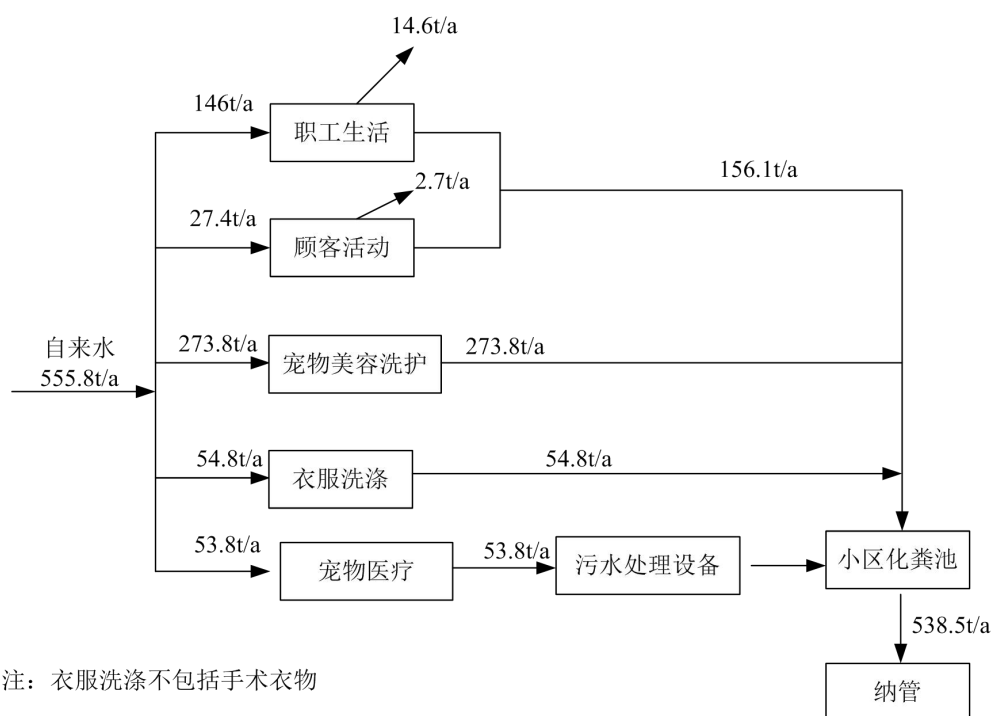 14.6t/a
146t/a
职工生活
2.7t/a
156.1t/a
27.4t/a
顾客活动
自来水
555.8t/a
273.8t/a
宠物美容洗护
273.8t/a
54.8t/a
衣服洗涤
54.8t/a
53.8t/a
宠物医疗
53.8t/a
污水处理设备
小区化粪池
538.5t/a
注：衣服洗涤不包括手术衣物
纳管